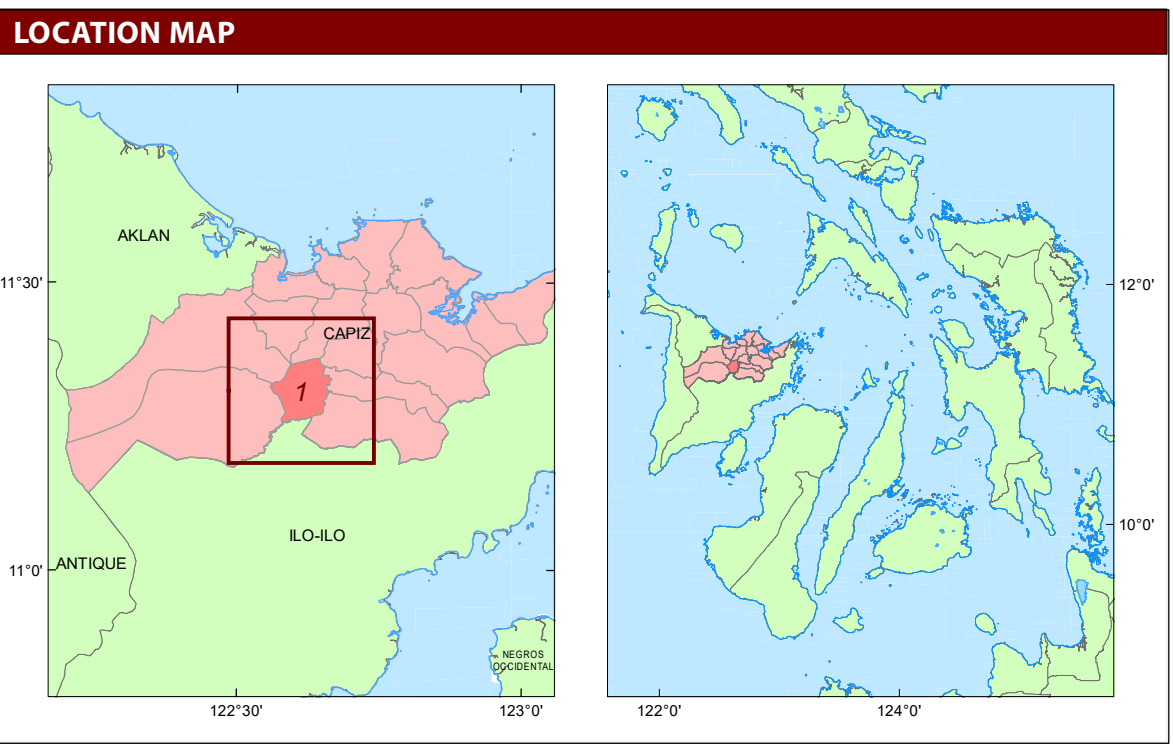 LOCATION MAP
AKLAN
11°30'
CAPIZ
1
ILO-ILO
11°0'
ANTIQUE
NEGROS
OCCIDENTAL
122°30'
123°0'
12°0'
10°0'
122°0'
124°0'